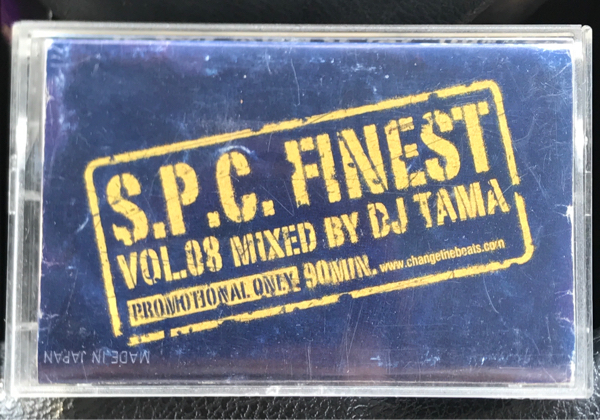 S.P.C. FINEST
VOL.08 MIXED BY DJ TAMA
PROMOTIONAL ONLY! 90MIN. www.changethebeats.com
MADE IN JAPAN